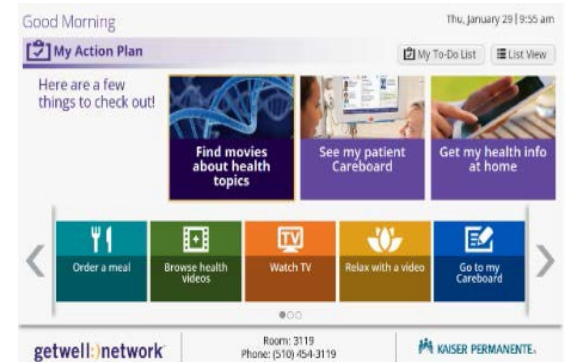 Good Morning
Thu, January 29 | 9:55 am
My Action Plan
My To-Do List
List View
Here are a few
things to check out!
Find movies
about health
topics
See my patient
Careboard
Get my health info
at home
Order a meal
Browse health
videos
TV
Watch TV
Relax with a video
Go to my
Careboard
getwell:)network
Room: 3119
Phone: (510) 454-3119
KAISER PERMANENTE.